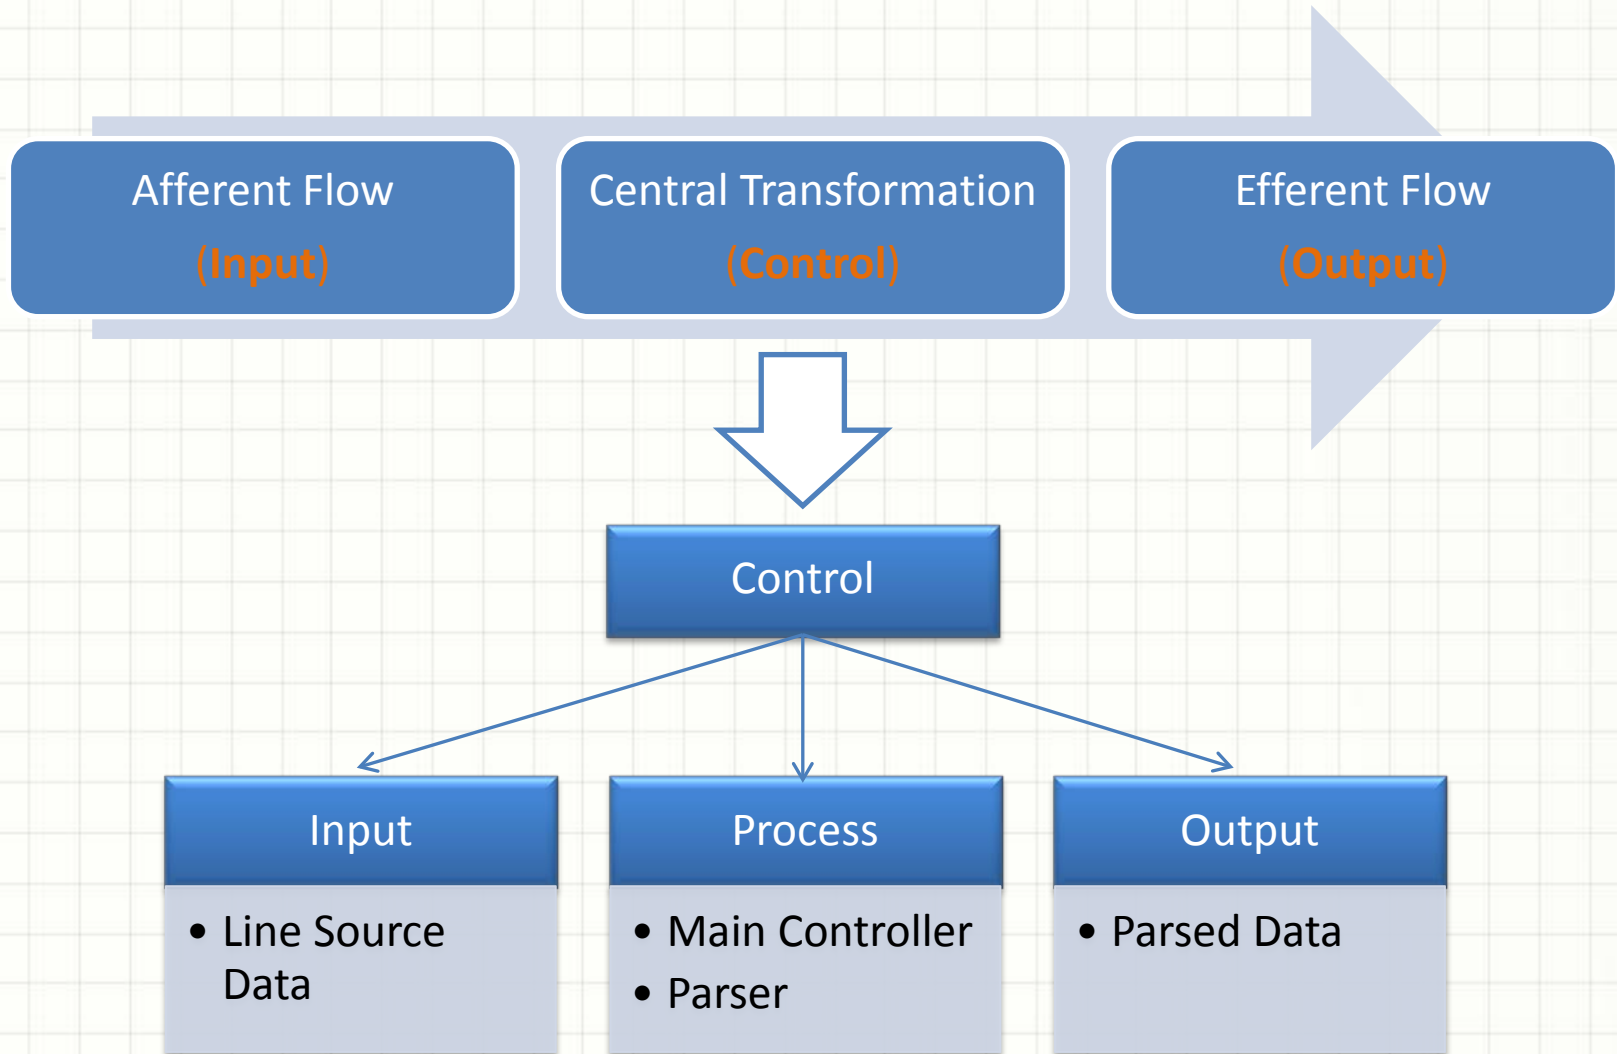 Afferent Flow
(Input)
Central Transformation
(Control)
Efferent Flow
(Output)
Control
Input
• Line Source
Data
Process
• Main Controller
• Parser
Output
• Parsed Data